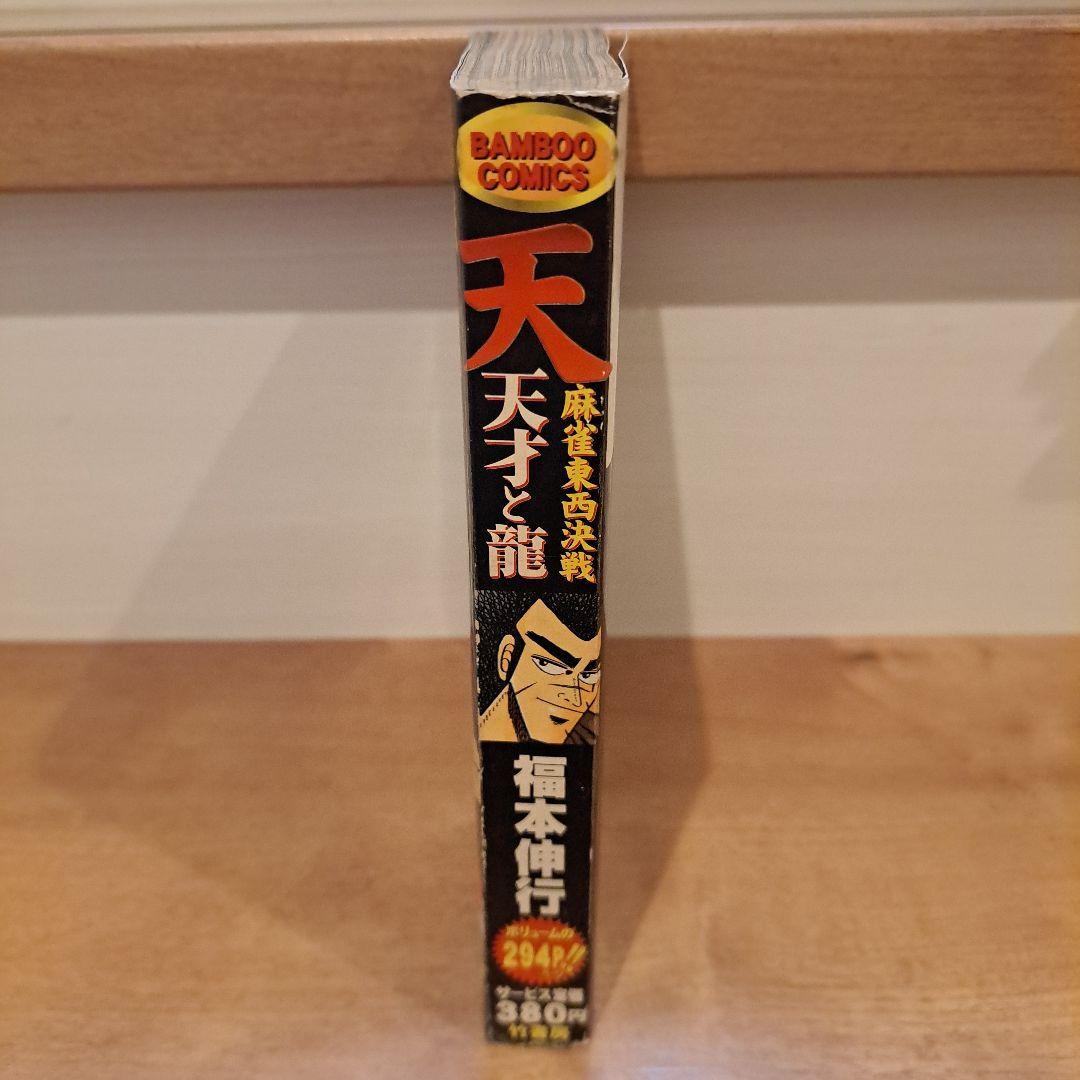 BAMBOO
COMICS
天
麻雀東西決戦
天才と龍
福本伸行
ボリュームの
294P.!!
サービス定価
380円
竹書房